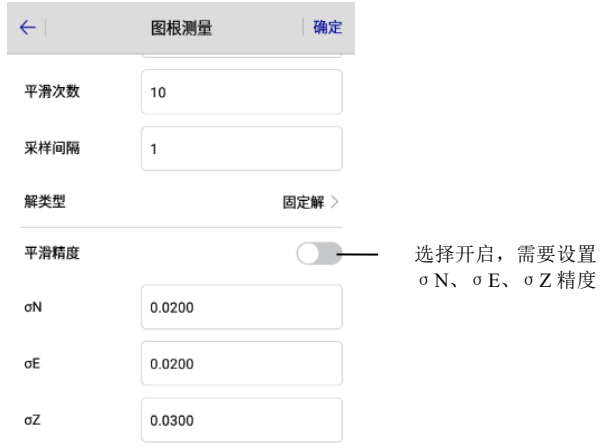 图根测量
确定
平滑次数
10
采样间隔
1
解类型
固定解
平滑精度
选择开启，需要设置
σN、σE、σZ精度
σN
0.0200
σE
0.0200
σZ
0.0300